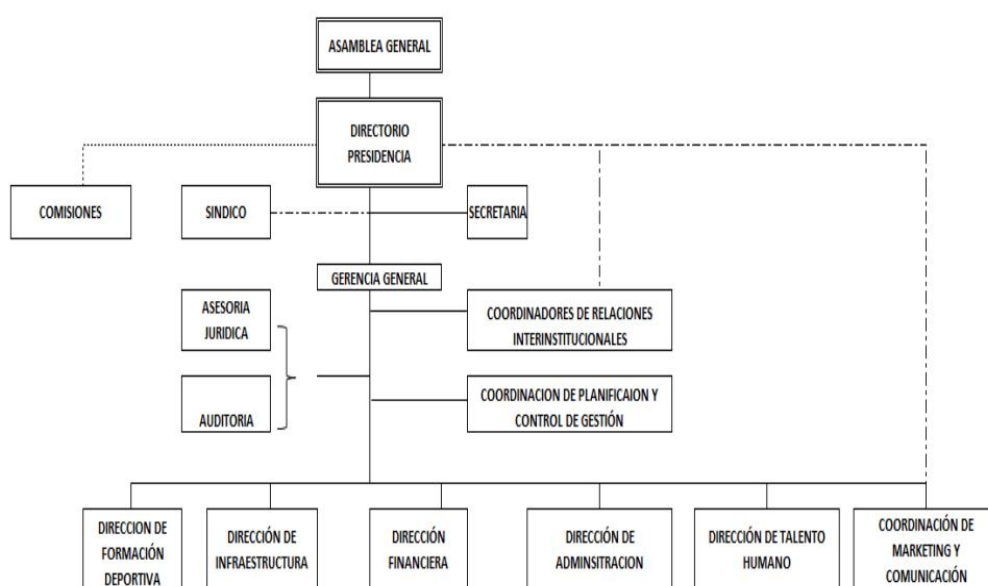 ASAMBLEA GENERAL
DIRECTORIO
PRESIDENCIA
COMISIONES
SINDICO
SECRETARIA
GERENCIA GENERAL
ASESORIA
JURIDICA
COORDINADORES DE RELACIONES
INTERINSTITUCIONALES
AUDITORIA
COORDINACION DE PLANIFICAION Y
CONTROL DE GESTIÓN
DIRECCION DE
FORMACIÓN
DEPORTIVA
DIRECCIÓN DE
INFRAESTRUCTURA
DIRECCIÓN
FINANCIERA
DIRECCIÓN DE
ADMINSITRACION
DIRECCIÓN DE TALENTO
HUMANO
COORDINACIÓN DE
MARKETING Y
COMUNICACIÓN